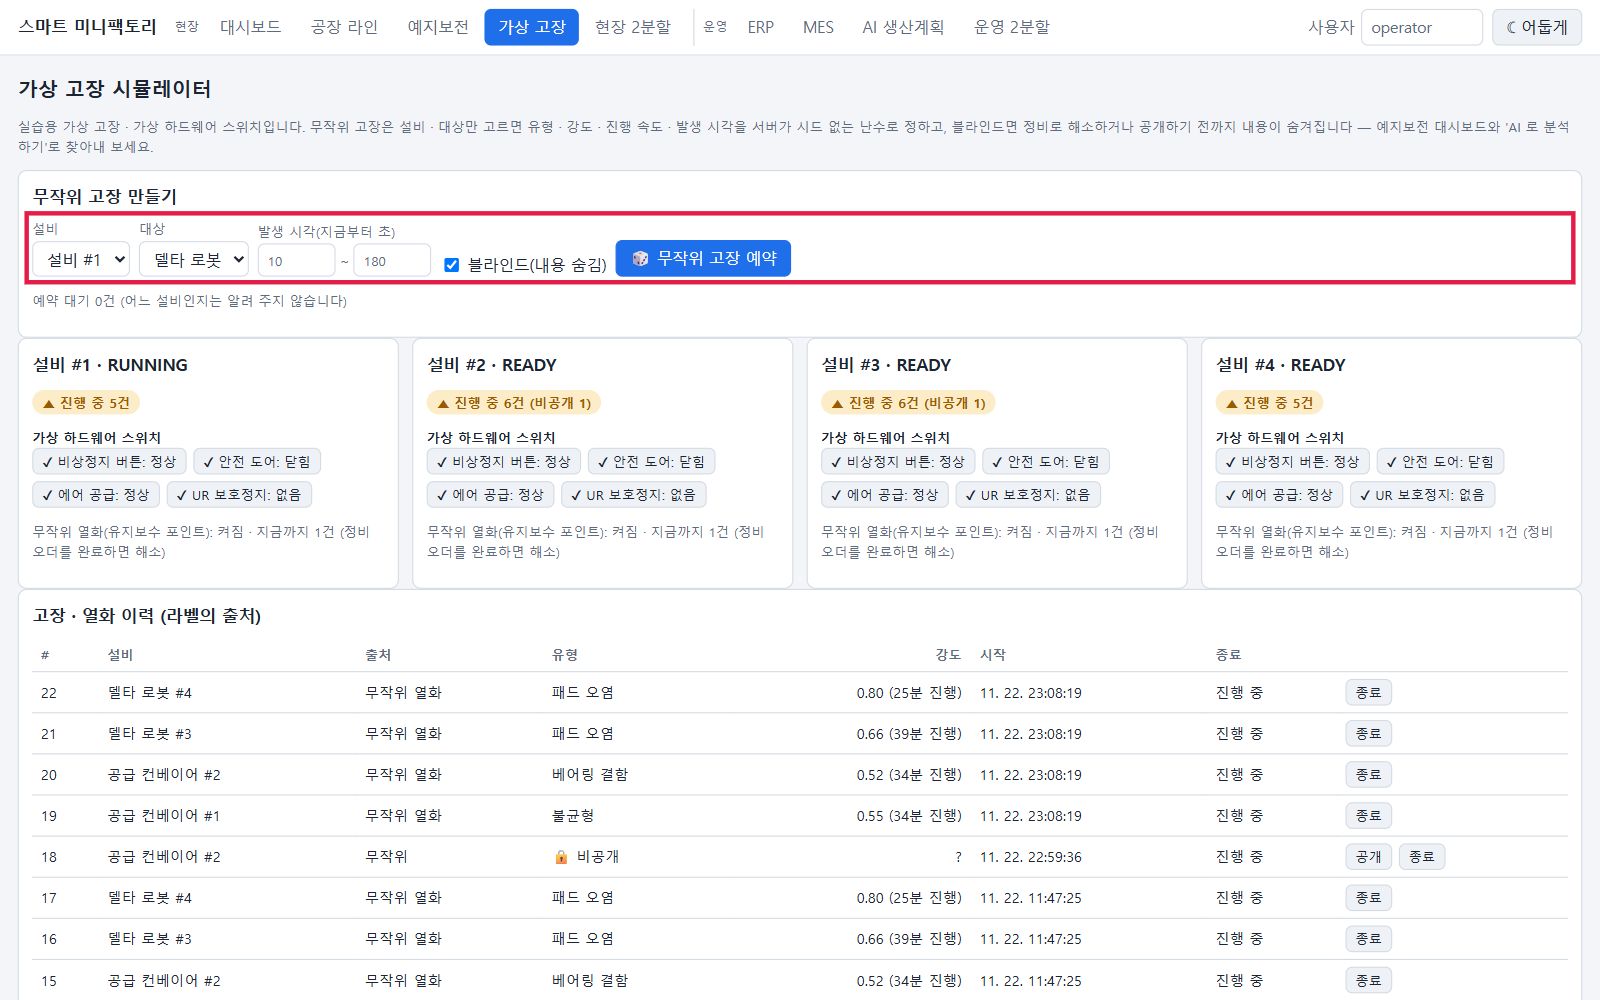 스마트 미니팩토리 현장 대시보드 공장 라인 예지보전 가상 고장 현장 2분할 운영 ERP MES AI 생산계획 운영 2분할 사용자 operator ☾ 어둡게
가상 고장 시뮬레이터
실습용 가상 고장 · 가상 하드웨어 스위치입니다. 무작위 고장은 설비 · 대상만 고르면 유형 · 강도 · 진행 속도 · 발생 시각을 서버가 시드 없는 난수로 정하고, 블라인드면 정비로 해소하거나 공개하기 전까지 내용이 숨겨집니다 — 예지보전 대시보드와 'AI 로 분석
하기'로 찾아내 보세요.
무작위 고장 만들기
설비 대상 발생 시각(지금부터 초)
설비 #1 델타 로봇 10 ~ 180 블라인드(내용 숨김) 🎲 무작위 고장 예약
예약 대기 0건 (어느 설비인지는 알려 주지 않습니다)
설비 #1 · RUNNING
▲ 진행 중 5건
가상 하드웨어 스위치
✓ 비상정지 버튼: 정상 ✓ 안전 도어: 닫힘
✓ 에어 공급: 정상 ✓ UR 보호정지: 없음
무작위 열화(유지보수 포인트): 켜짐 · 지금까지 1건 (정비
오더를 완료하면 해소)
설비 #2 · READY
▲ 진행 중 6건 (비공개 1)
가상 하드웨어 스위치
✓ 비상정지 버튼: 정상 ✓ 안전 도어: 닫힘
✓ 에어 공급: 정상 ✓ UR 보호정지: 없음
무작위 열화(유지보수 포인트): 켜짐 · 지금까지 1건 (정비
오더를 완료하면 해소)
설비 #3 · READY
▲ 진행 중 6건 (비공개 1)
가상 하드웨어 스위치
✓ 비상정지 버튼: 정상 ✓ 안전 도어: 닫힘
✓ 에어 공급: 정상 ✓ UR 보호정지: 없음
무작위 열화(유지보수 포인트): 켜짐 · 지금까지 1건 (정비
오더를 완료하면 해소)
설비 #4 · READY
▲ 진행 중 5건
가상 하드웨어 스위치
✓ 비상정지 버튼: 정상 ✓ 안전 도어: 닫힘
✓ 에어 공급: 정상 ✓ UR 보호정지: 없음
무작위 열화(유지보수 포인트): 켜짐 · 지금까지 1건 (정비
오더를 완료하면 해소)
고장 · 열화 이력 (라벨의 출처)
# 설비 출처 유형 강도 시작 종료
22 델타 로봇 #4 무작위 열화 패드 오염 0.80 (25분 진행) 11. 22. 23:08:19 진행 중 종료
21 델타 로봇 #3 무작위 열화 패드 오염 0.66 (39분 진행) 11. 22. 23:08:19 진행 중 종료
20 공급 컨베이어 #2 무작위 열화 베어링 결함 0.52 (34분 진행) 11. 22. 23:08:19 진행 중 종료
19 공급 컨베이어 #1 무작위 열화 불균형 0.55 (34분 진행) 11. 22. 23:08:19 진행 중 종료
18 공급 컨베이어 #2 무작위 🔒 비공개 ? 11. 22. 22:59:36 진행 중 공개 종료
17 델타 로봇 #4 무작위 열화 패드 오염 0.80 (25분 진행) 11. 22. 11:47:25 진행 중 종료
16 델타 로봇 #3 무작위 열화 패드 오염 0.66 (39분 진행) 11. 22. 11:47:25 진행 중 종료
15 공급 컨베이어 #2 무작위 열화 베어링 결함 0.52 (34분 진행) 11. 22. 11:47:25 진행 중 종료